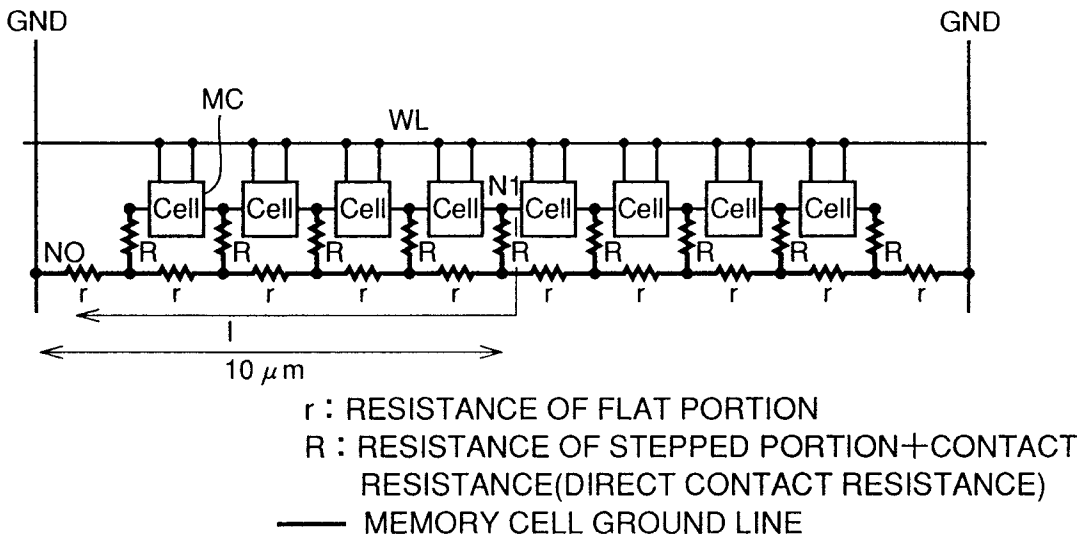 GND GND
MC
WL
N1
Cell Cell Cell Cell Cell Cell Cell Cell
NO R R R R R R R R R
r r r r r r r r r r
I
10 μm
r : RESISTANCE OF FLAT PORTION
R : RESISTANCE OF STEPPED PORTION+CONTACT
RESISTANCE(DIRECT CONTACT RESISTANCE)
MEMORY CELL GROUND LINE